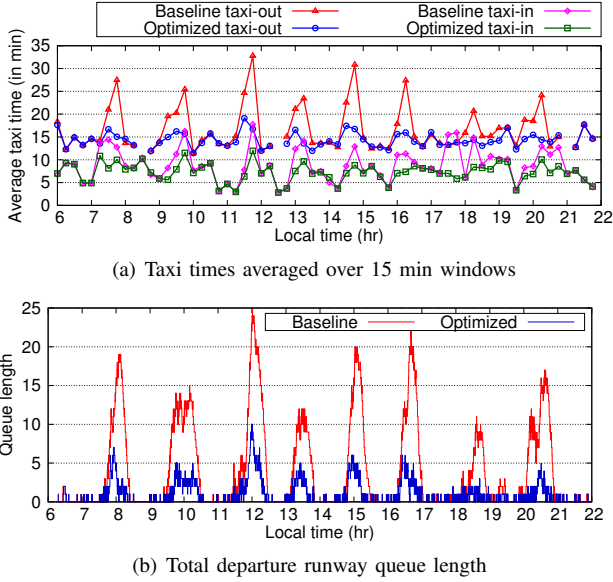 Baseline taxi-out Baseline taxi-in
Optimized taxi-out Optimized taxi-in
Average taxi time (in min)
35
30
25
20
15
10
5
0
6 7 8 9 10 11 12 13 14 15 16 17 18 19 20 21 22
Local time (hr)
(a) Taxi times averaged over 15 min windows
Baseline Optimized
Queue length
25
20
15
10
5
0
6 7 8 9 10 11 12 13 14 15 16 17 18 19 20 21 22
Local time (hr)
(b) Total departure runway queue length